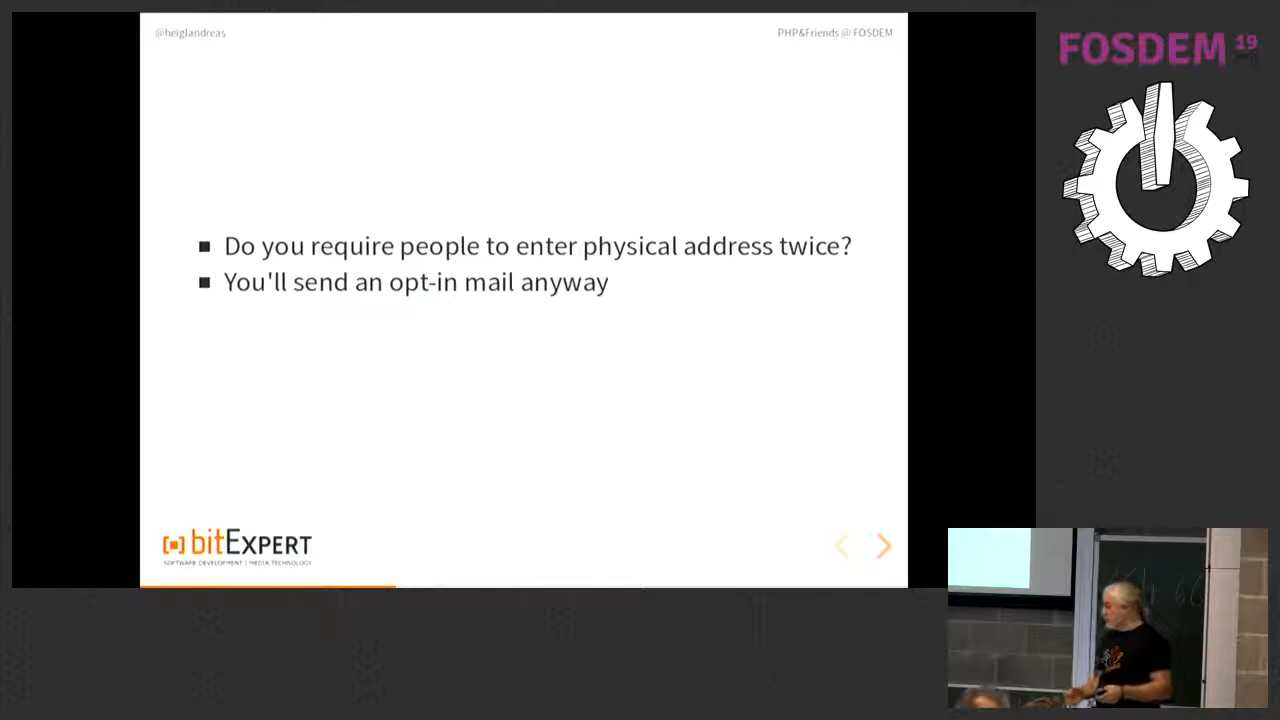 @heiglandreas
PHP&Friends @ FOSDEM
FOSDEM 19
■ Do you require people to enter physical address twice?
■ You'll send an opt-in mail anyway
bitExpert
SOFTWARE DEVELOPMENT | MEDIA TECHNOLOGY